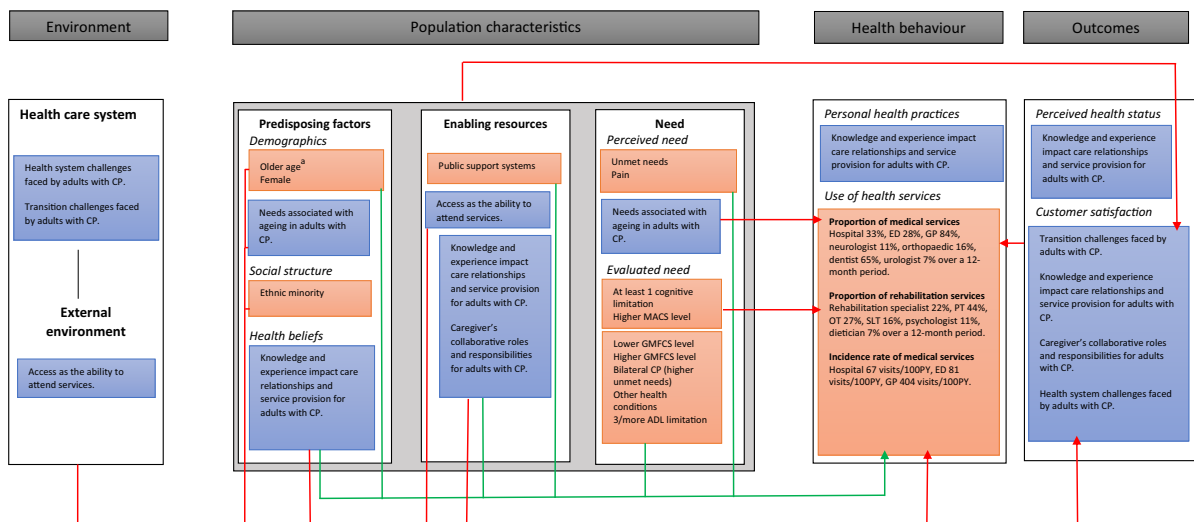 Environment
Population characteristics
Health behaviour
Outcomes
Health care system
Health system challenges
faced by adults with CP.
Transition challenges faced
by adults with CP.
External
environment
Access as the ability to
attend services.
Predisposing factors
Demographics
Older ageᵃ
Female
Needs associated with
ageing in adults with
CP.
Social structure
Ethnic minority
Health beliefs
Knowledge and
experience impact care
relationships and
service provision for
adults with CP.
Enabling resources
Public support systems
Access as the ability to
attend services.
Knowledge and
experience impact
care relationships
and service provision
for adults with CP.
Caregiver's
collaborative roles
and responsibilities
for adults with CP.
Need
Perceived need
Unmet needs
Pain
Needs associated with
ageing in adults with
CP.
Evaluated need
At least 1 cognitive
limitation
Higher MACS level
Lower GMFCS level
Higher GMFCS level
Bilateral CP (higher
unmet needs)
Other health
conditions
3/more ADL limitation
Personal health practices
Knowledge and experience impact
care relationships and service
provision for adults with CP.
Use of health services
Proportion of medical services
Hospital 33%, ED 28%, GP 84%,
neurologist 11%, orthopaedic 16%,
dentist 65%, urologist 7% over a 12-
month period.
Proportion of rehabilitation services
Rehabilitation specialist 22%, PT 44%,
OT 27%, SLT 16%, psychologist 11%,
dietician 7% over a 12-month period.
Incidence rate of medical services
Hospital 67 visits/100PY, ED 81
visits/100PY, GP 404 visits/100PY.
Perceived health status
Knowledge and experience
impact care relationships
and service provision for
adults with CP.
Customer satisfaction
Transition challenges faced by
adults with CP.
Knowledge and experience impact
care relationships and service
provision for adults with CP.
Caregiver's collaborative roles
and responsibilities for adults
with CP.
Health system challenges faced
by adults with CP.